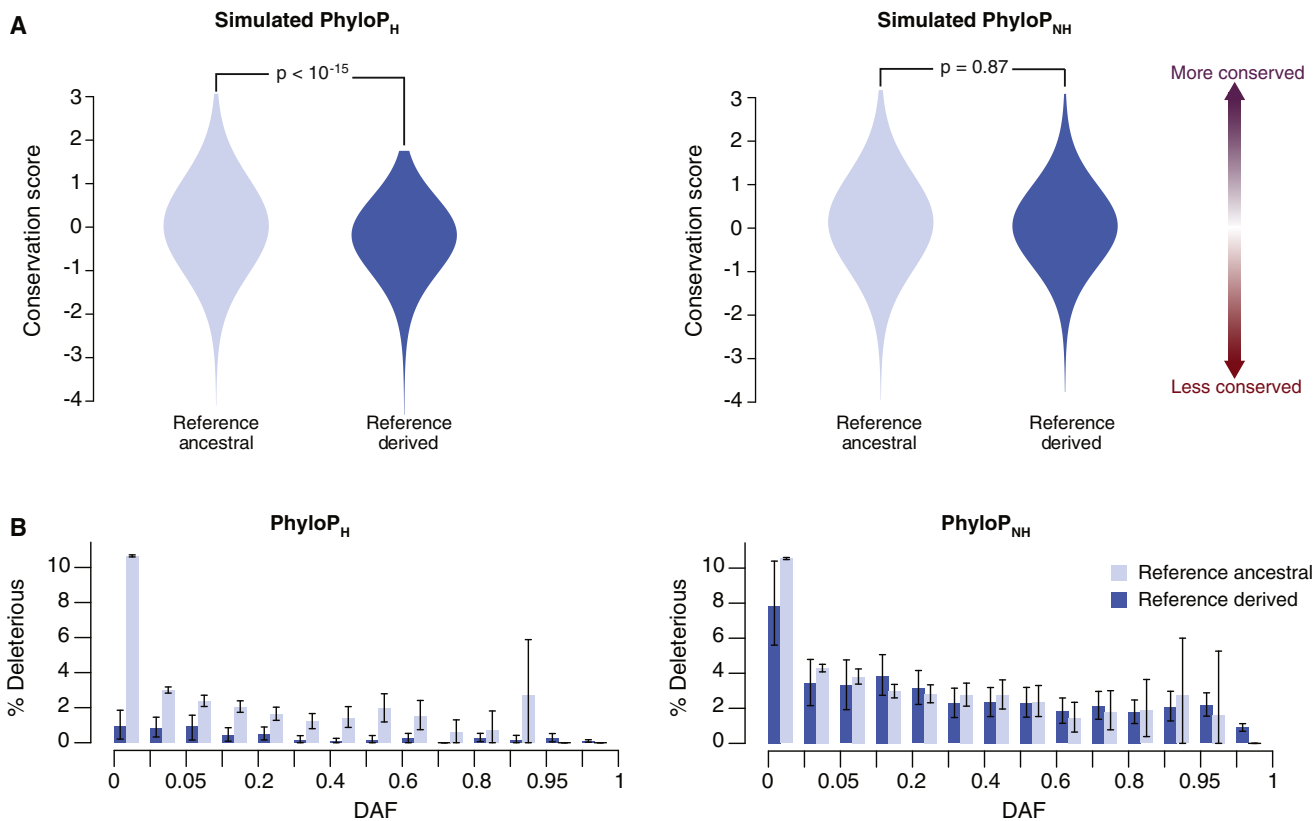 A
Simulated PhyloP_H
Simulated PhyloP_NH
p < 10^-15
p = 0.87
More conserved
Less conserved
Conservation score
3
2
1
0
-1
-2
-3
-4
Reference ancestral
Reference derived
Conservation score
3
2
1
0
-1
-2
-3
-4
Reference ancestral
Reference derived
B
PhyloP_H
PhyloP_NH
% Deleterious
10
8
6
4
2
0
0 0.05 0.2 0.4 0.6 0.8 0.95 1
DAF
% Deleterious
10
8
6
4
2
0
Reference ancestral
Reference derived
0 0.05 0.2 0.4 0.6 0.8 0.95 1
DAF